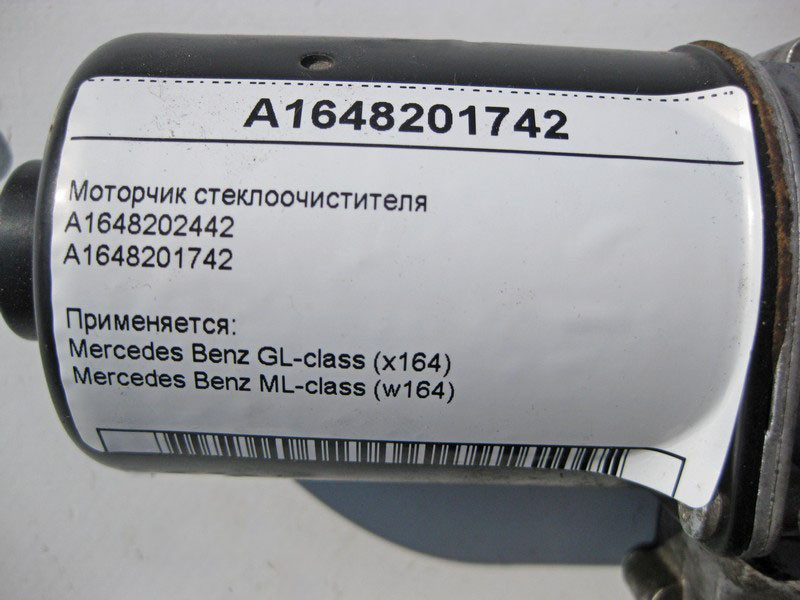 A1648201742
Моторчик стеклоочистителя
A1648202442
A1648201742
Применяется:
Mercedes Benz GL-class (x164)
Mercedes Benz ML-class (w164)